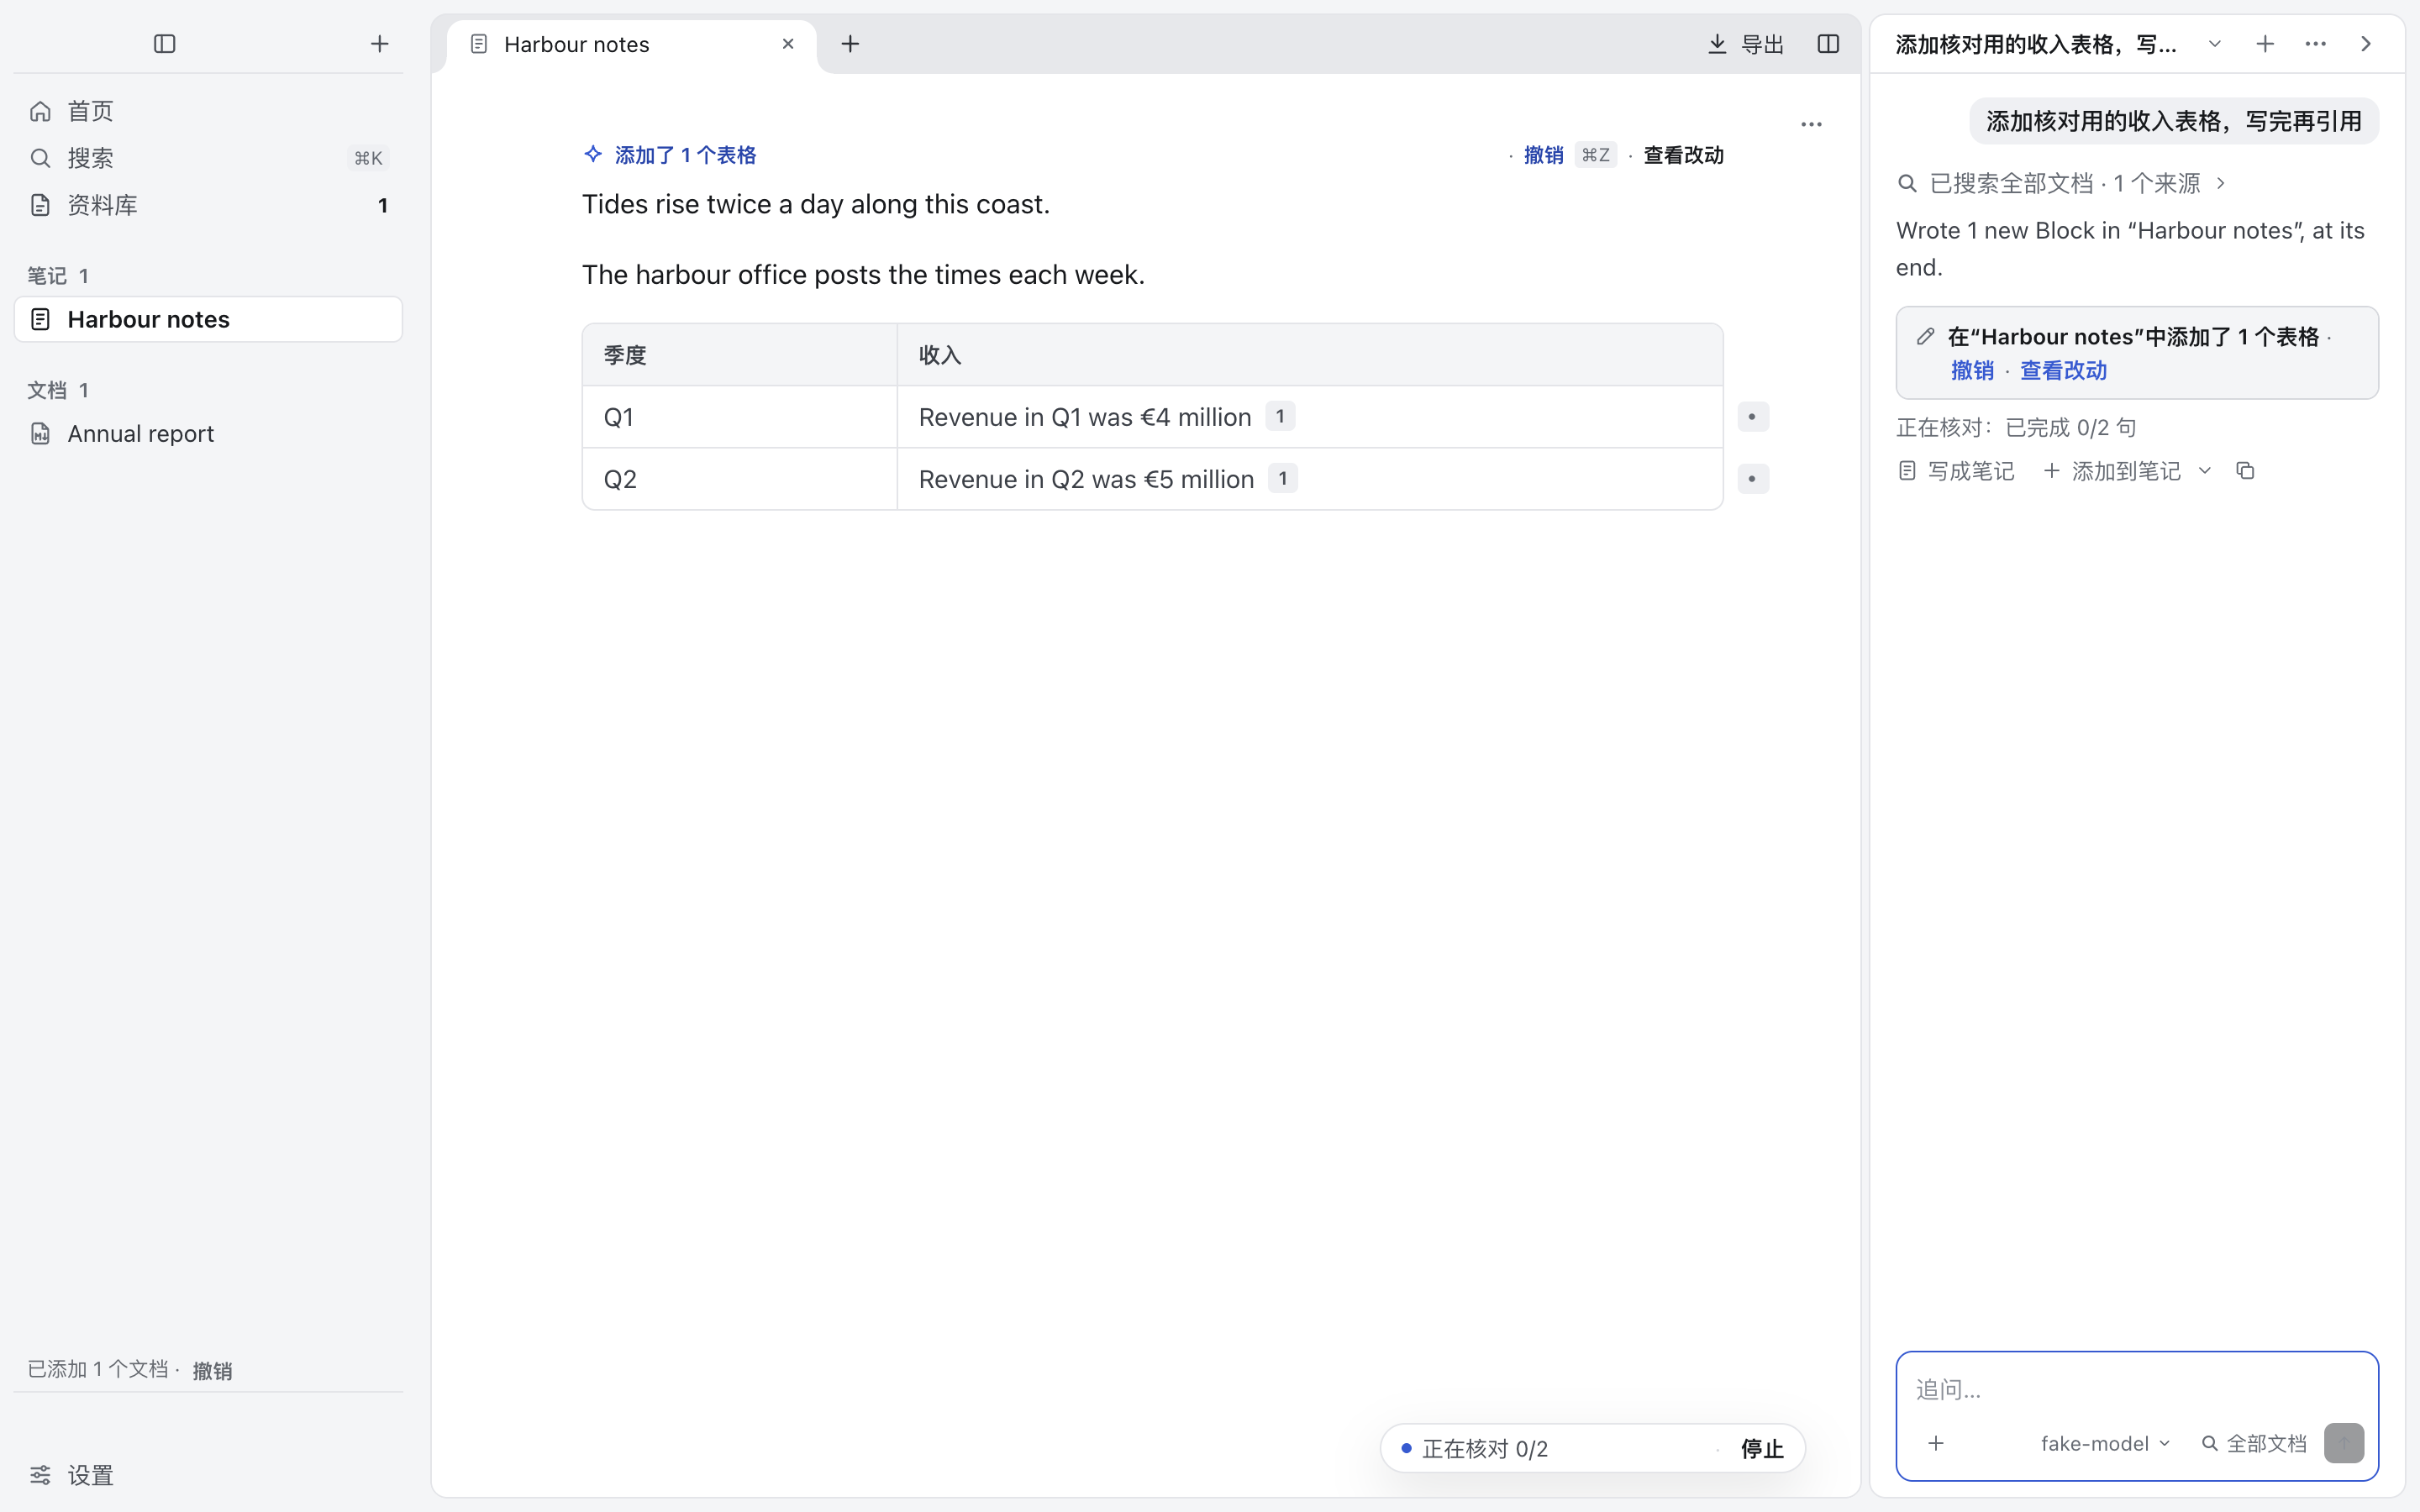 首页
搜索 ⌘K
资料库 1
笔记 1
Harbour notes
文档 1
Annual report
已添加 1 个文档 · 撤销
设置
Harbour notes
导出
添加了 1 个表格 · 撤销 ⌘Z · 查看改动
Tides rise twice a day along this coast.
The harbour office posts the times each week.
季度 收入
Q1 Revenue in Q1 was €4 million 1
Q2 Revenue in Q2 was €5 million 1
正在核对 0/2 · 停止
添加核对用的收入表格，写...
添加核对用的收入表格，写完再引用
已搜索全部文档 · 1 个来源
Wrote 1 new Block in “Harbour notes”, at its
end.
在“Harbour notes”中添加了 1 个表格 ·
撤销 · 查看改动
正在核对：已完成 0/2 句
写成笔记 添加到笔记
追问...
fake-model 全部文档